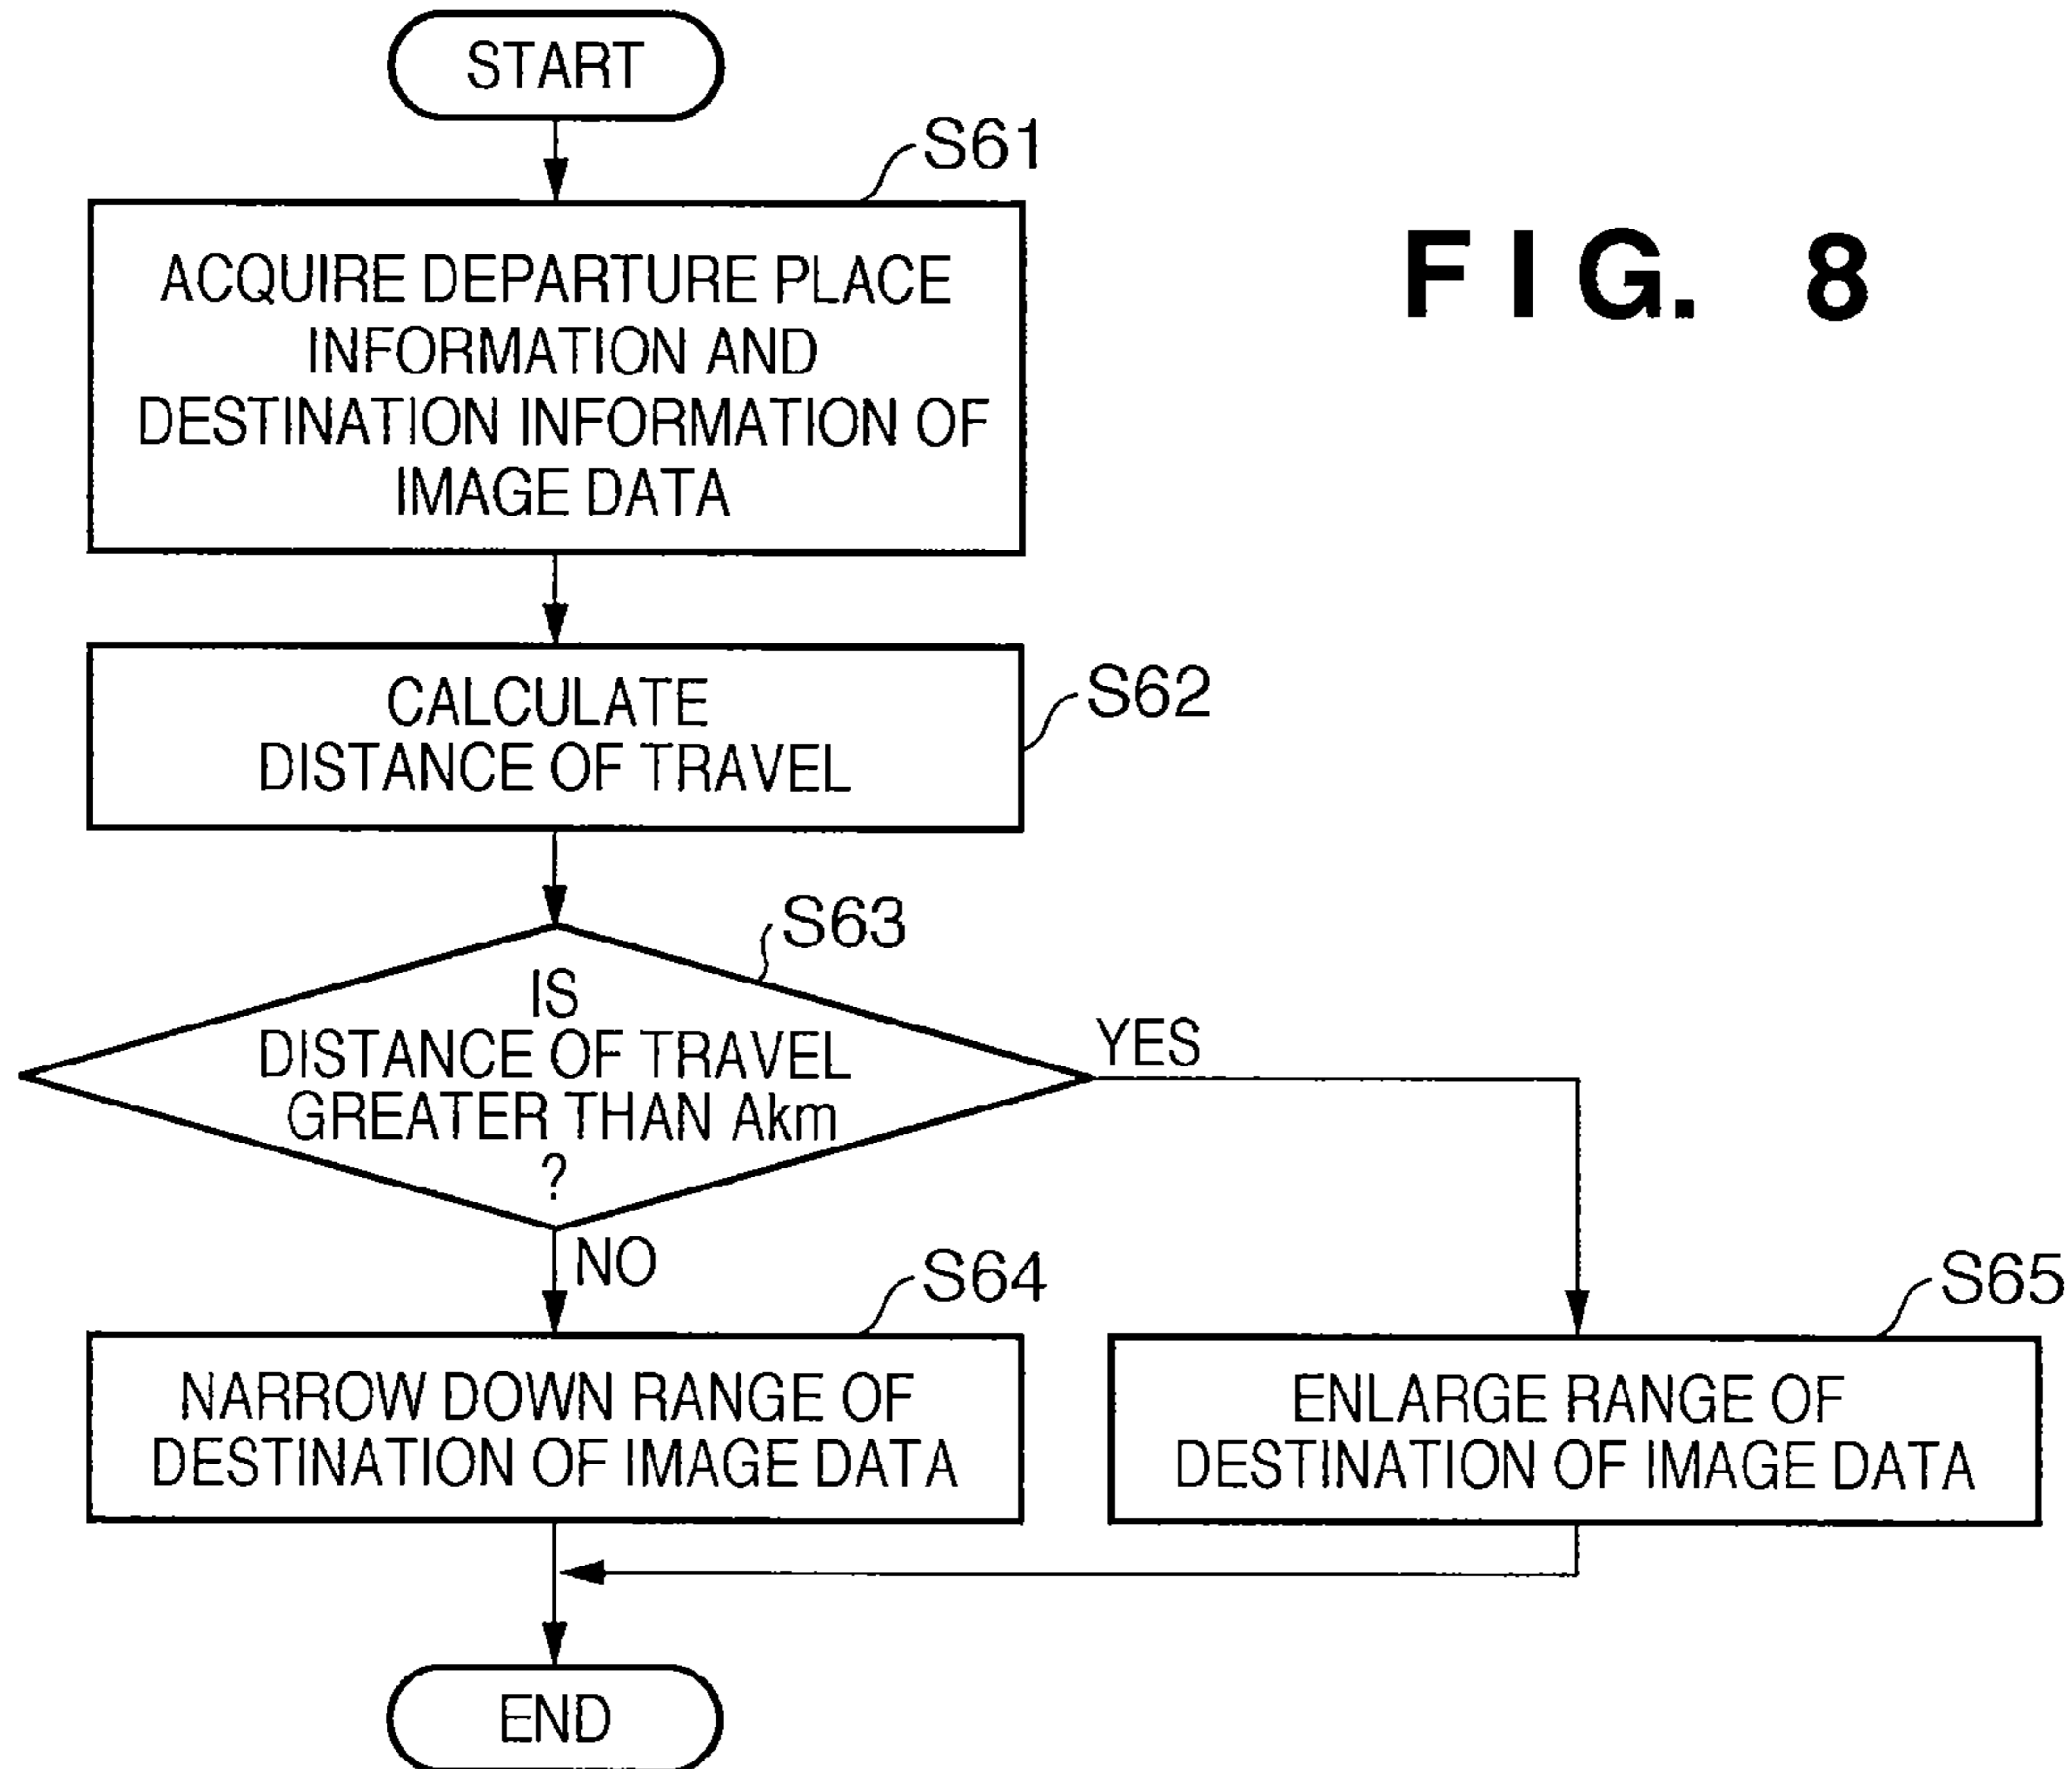 START
S61
FIG. 8
ACQUIRE DEPARTURE PLACE
INFORMATION AND
DESTINATION INFORMATION OF
IMAGE DATA
S62
CALCULATE
DISTANCE OF TRAVEL
S63
IS
DISTANCE OF TRAVEL
GREATER THAN Akm
?
YES
NO
S64
S65
NARROW DOWN RANGE OF
DESTINATION OF IMAGE DATA
ENLARGE RANGE OF
DESTINATION OF IMAGE DATA
END